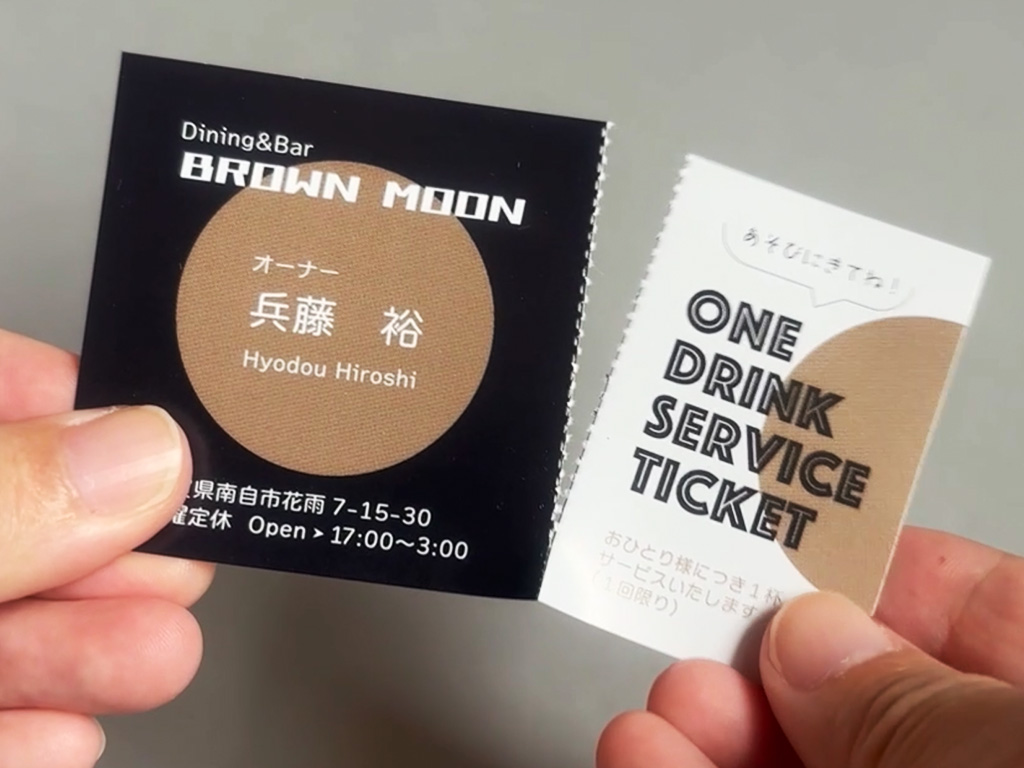 Dining&Bar
BROWN MOON
オーナー
兵藤 裕
Hyodou Hiroshi
県南自市花雨 7-15-30
曜定休 Open➤17:00〜3:00
あそびにきてね!
ONE
DRINK
SERVICE
TICKET
おひとり様につき1杯
サービスいたします
(1回限り)